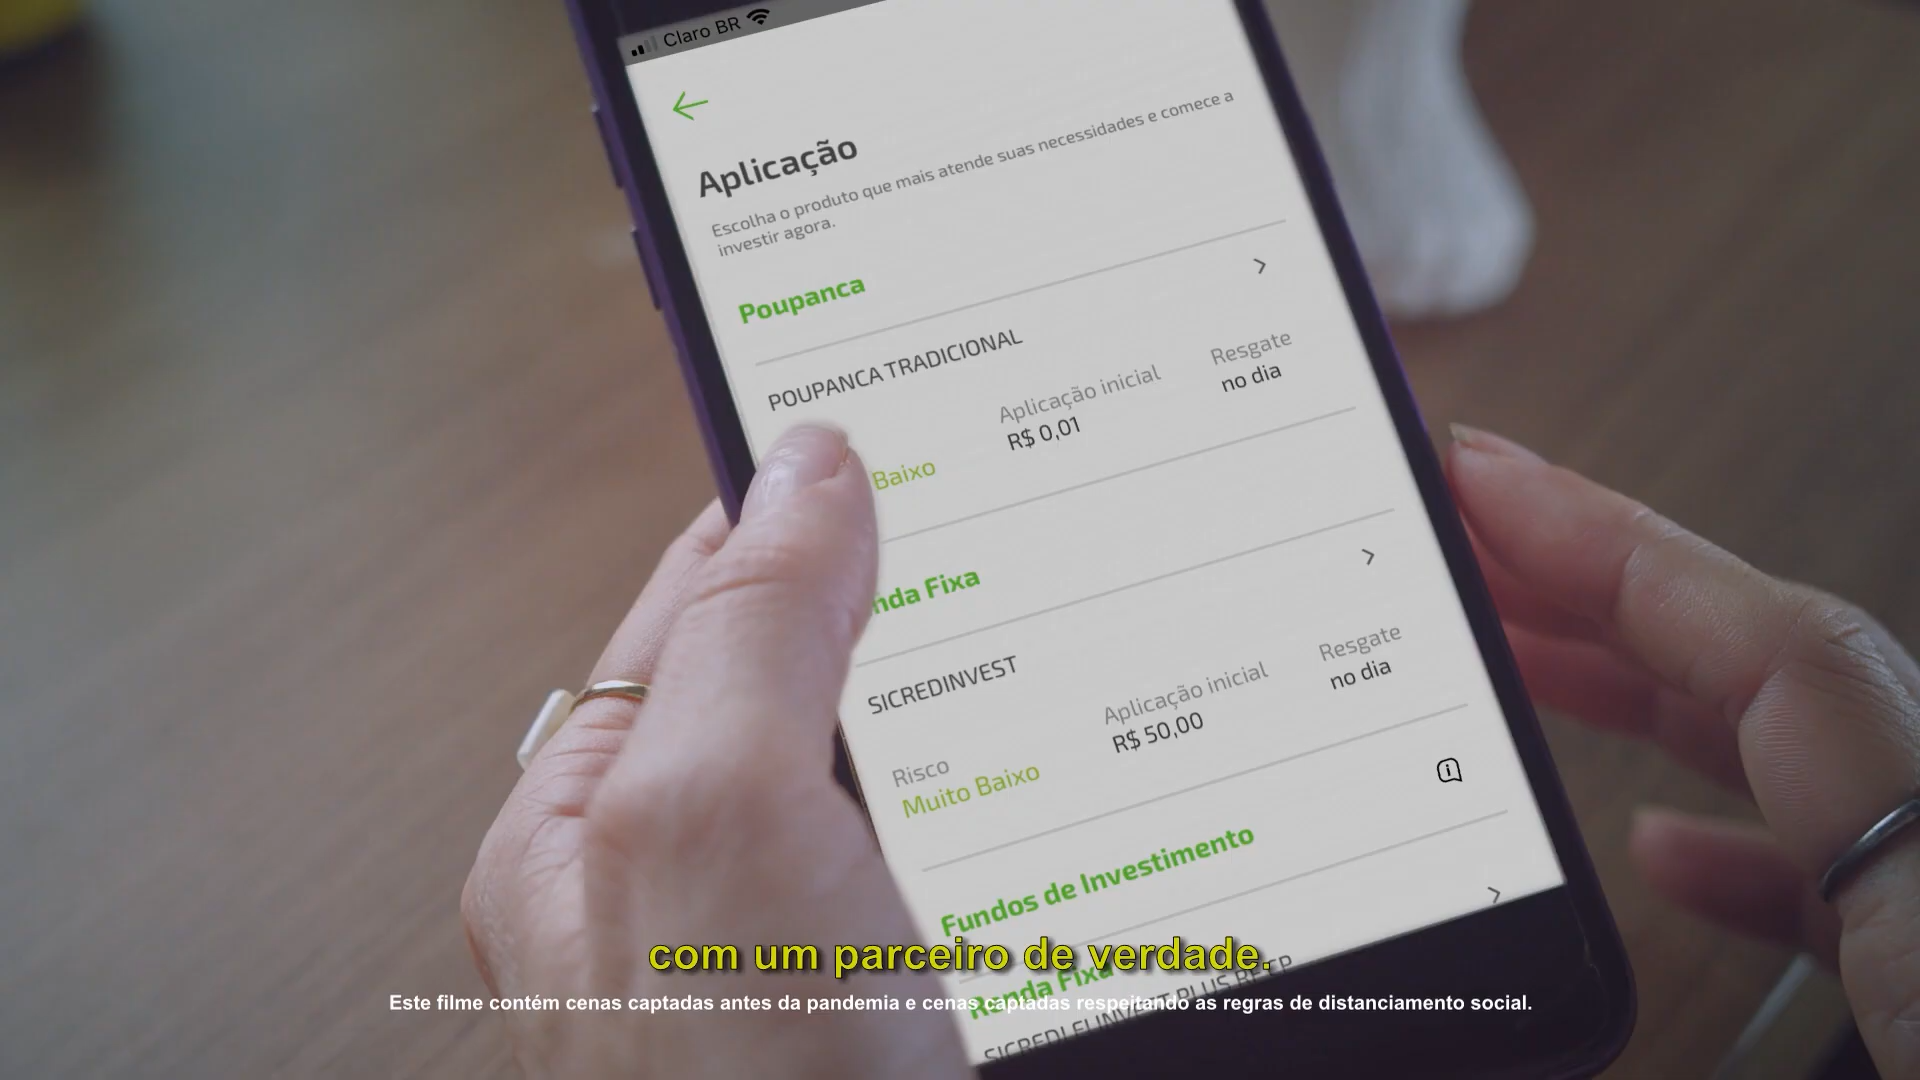 Claro BR
Aplicação
Escolha o produto que mais atende suas necessidades e comece a
investir agora.
Poupanca
POUPANCA TRADICIONAL
Baixo
Aplicação inicial
R$ 0,01
Resgate
no dia
nda Fixa
SICREDINVEST
Risco
Muito Baixo
Aplicação inicial
R$ 50,00
Resgate
no dia
Fundos de Investimento
Renda Fixa
com um parceiro de verdade.
Este filme contém cenas captadas antes da pandemia e cenas captadas respeitando as regras de distanciamento social.